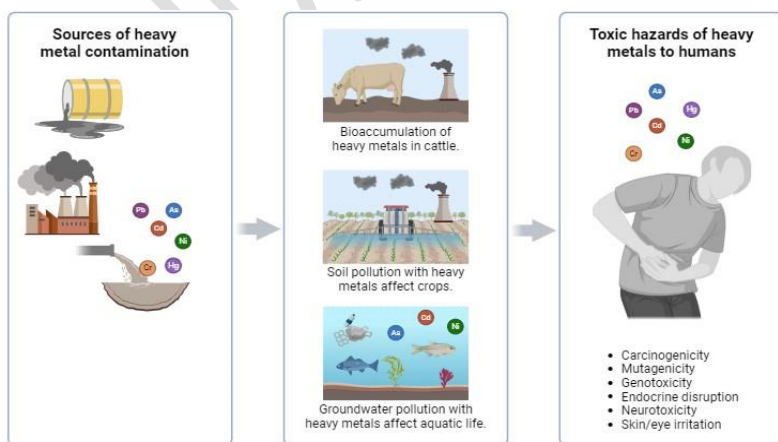 Sources of heavy
metal contamination
Pb
As
Cd
Ni
Cr
Hg
Bioaccumulation of
heavy metals in cattle.
Soil pollution with heavy
metals affect crops.
Cd
As
Ni
Groundwater pollution with
heavy metals affect aquatic life.
Toxic hazards of heavy
metals to humans
As
Pb
Hg
Cd
Ni
Cr
• Carcinogenicity
• Mutagenicity
• Genotoxicity
• Endocrine disruption
• Neurotoxicity
• Skin/eye irritation